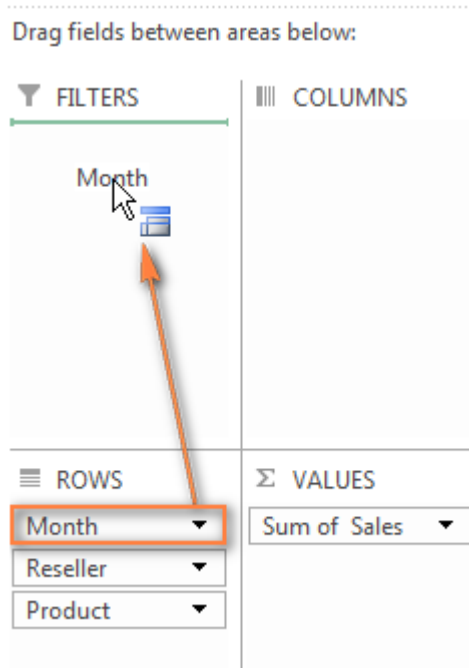 Drag fields between areas below:
FILTERS
COLUMNS
Month
ROWS
VALUES
Month
Sum of Sales
Reseller
Product